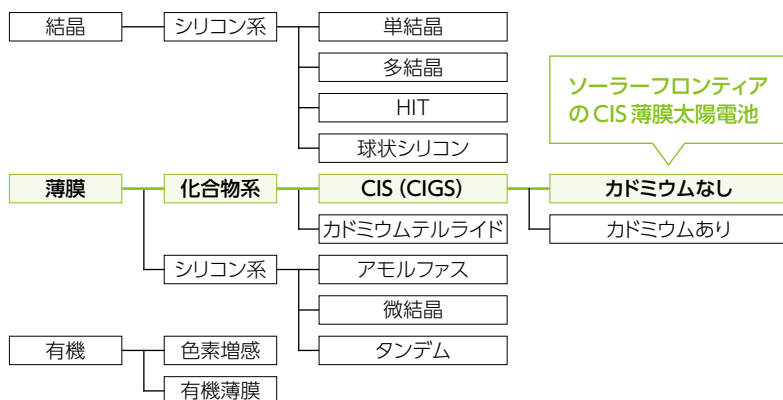 結晶
シリコン系
単結晶
多結晶
HIT
球状シリコン
ソーラーフロンティア
のCIS薄膜太陽電池
薄膜
化合物系
CIS（CIGS）
カドミウムなし
カドミウムテルライド
カドミウムあり
シリコン系
アモルファス
微結晶
タンデム
有機
色素増感
有機薄膜